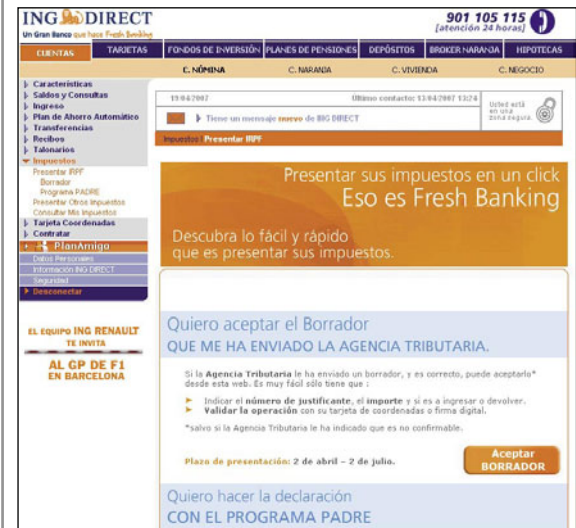 ING DIRECT
Un Gran Banco que hace Fresh Banking
901 105 115
[atención 24 horas]
CUENTAS TARJETAS FONDOS DE INVERSIÓN PLANES DE PENSIONES DEPÓSITOS BROKER NARANJA HIPOTECAS
C. NÓMINA C. NARANJA C. VIVIENDA C. NEGOCIO
Características
Saldos y Consultas
Ingreso
Plan de Ahorro Automático
Transferencias
Recibos
Talonarios
Impuestos
Presentar IRPF
Borrador
Programa PADRE
Presentar Otros Impuestos
Consultar Mis Impuestos
Tarjeta Coordenadas
Contratar
PlanAmigo
Datos Personales
Información ING DIRECT
Seguridad
Desconectar
EL EQUIPO ING RENAULT
TE INVITA
AL GP DE F1
EN BARCELONA
19/04/2007 Último contacto: 13/04/2007 13:24
Tiene un mensaje nuevo de ING DIRECT
Usted está
en una
zona segura.
Impuestos | Presentar IRPF
Presentar sus impuestos en un click
Eso es Fresh Banking
Descubra lo fácil y rápido
que es presentar sus impuestos.
Quiero aceptar el Borrador
QUE ME HA ENVIADO LA AGENCIA TRIBUTARIA.
Si la Agencia Tributaria le ha enviado un borrador, y es correcto, puede aceptarlo*
desde esta web. Es muy fácil sólo tiene que :
Indicar el número de justificante, el importe y si es a ingresar o devolver.
Validar la operación con su tarjeta de coordenadas o firma digital.
*salvo si la Agencia Tributaria le ha indicado que es no confirmable.
Plazo de presentación: 2 de abril – 2 de julio.
Aceptar
BORRADOR
Quiero hacer la declaración
CON EL PROGRAMA PADRE